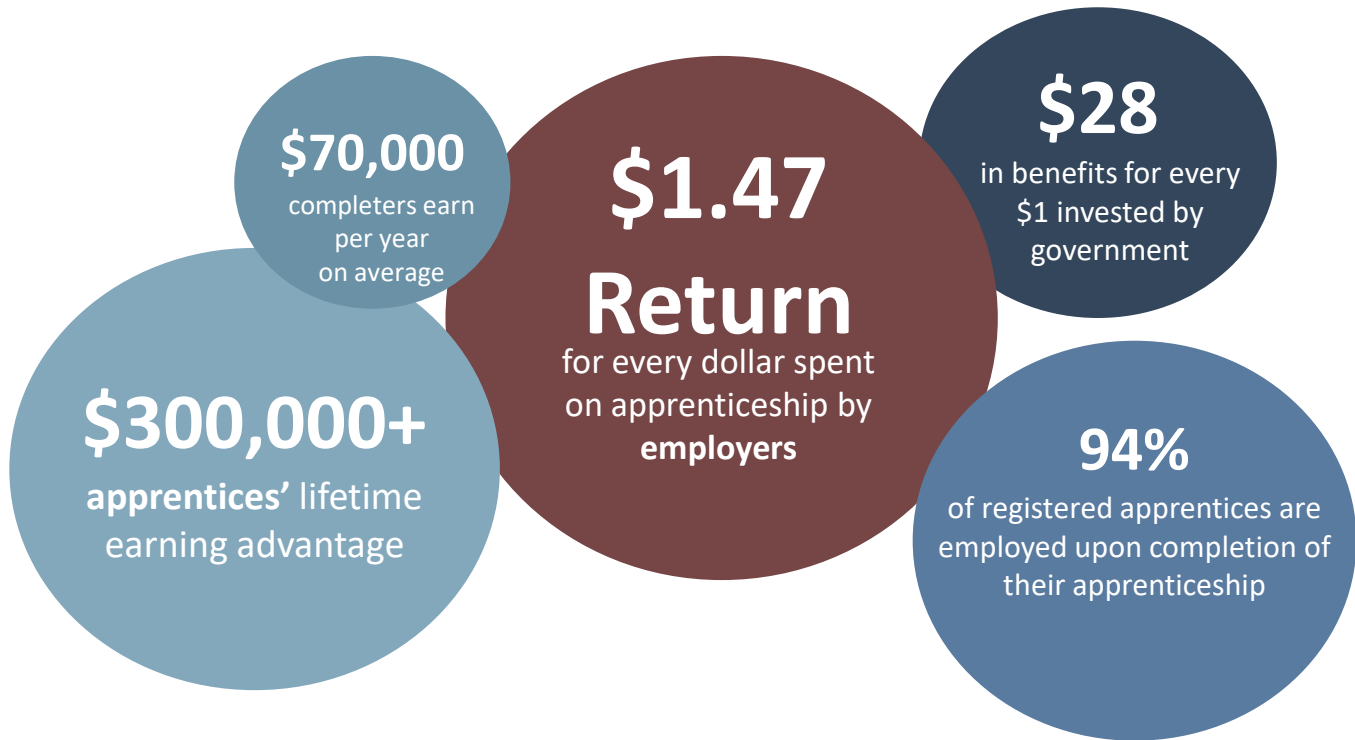 $70,000
completers earn
per year
on average
$300,000+
apprentices’ lifetime
earning advantage
$1.47
Return
for every dollar spent
on apprenticeship by
employers
$28
in benefits for every
$1 invested by
government
94%
of registered apprentices are
employed upon completion of
their apprenticeship